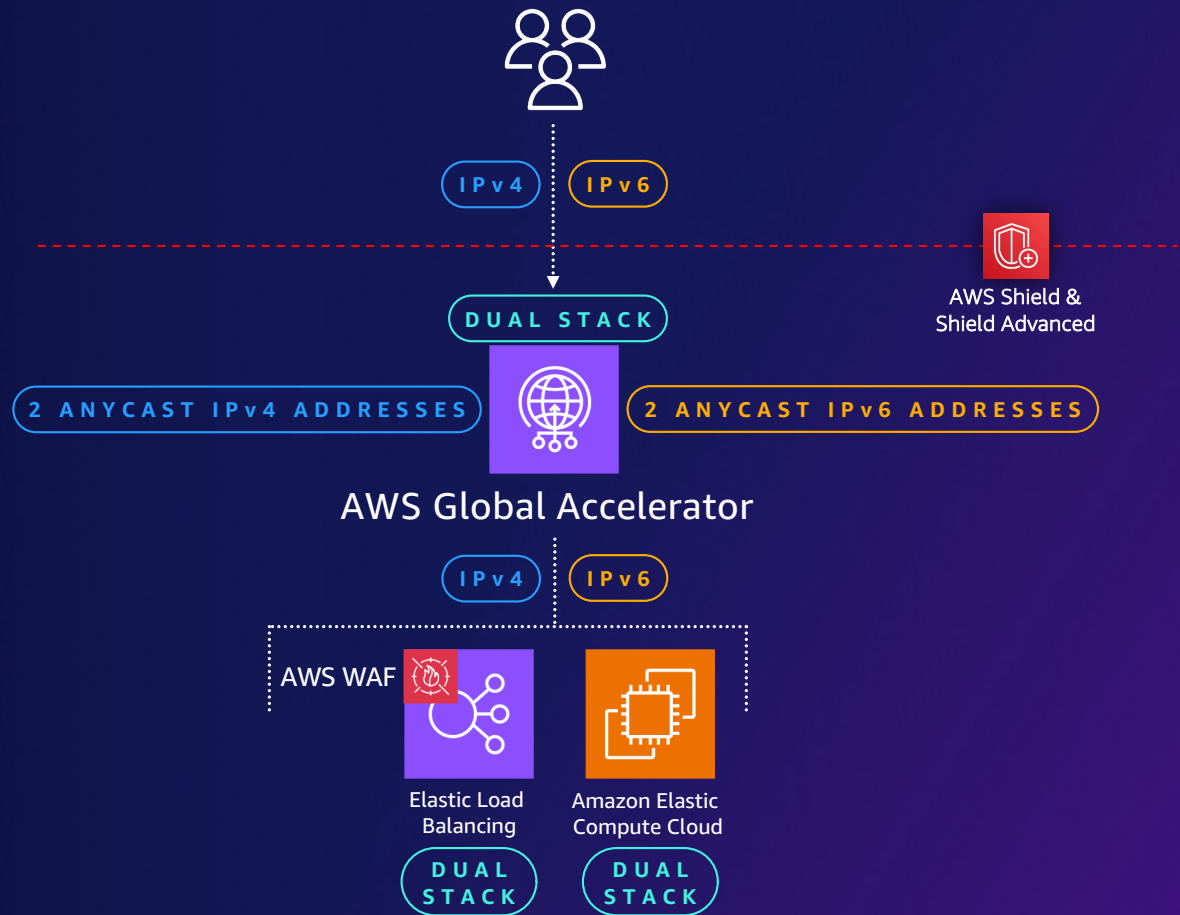 IPv4
IPv6
AWS Shield &
Shield Advanced
DUAL STACK
2 ANYCAST IPv4 ADDRESSES
2 ANYCAST IPv6 ADDRESSES
AWS Global Accelerator
IPv4
IPv6
AWS WAF
Elastic Load
Balancing
Amazon Elastic
Compute Cloud
DUAL
STACK
DUAL
STACK